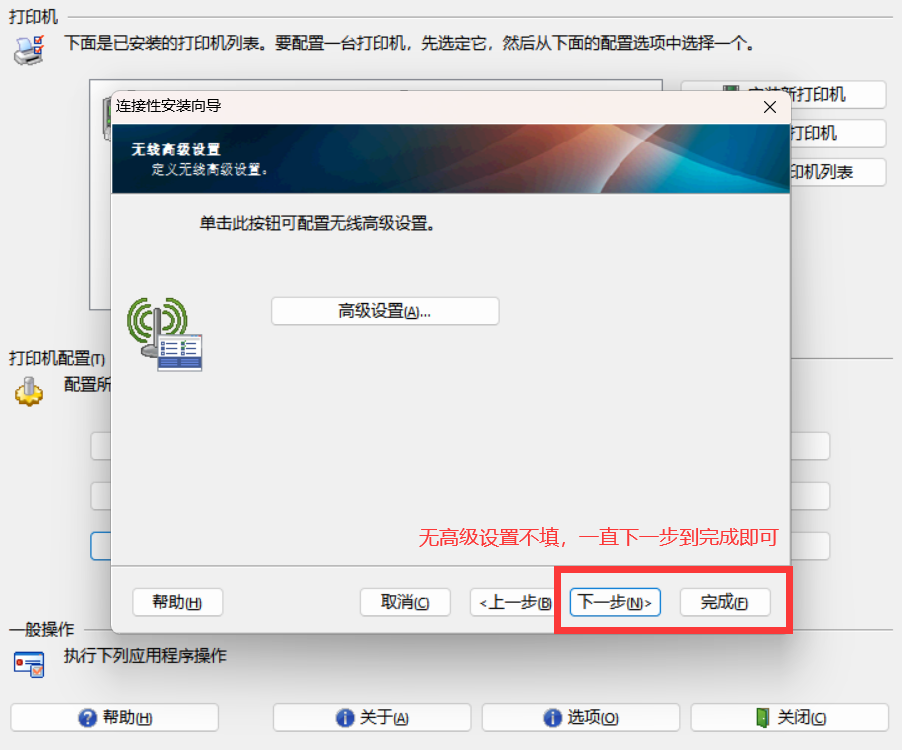 打印机
下面是已安装的打印机列表。要配置一台打印机，先选定它，然后从下面的配置选项中选择一个。
新打印机
连接性安装向导
打印机
无线高级设置
定义无线高级设置。
印机列表
单击此按钮可配置无线高级设置。
高级设置(A)...
打印机配置(T)
配置所
无高级设置不填，一直下一步到完成即可
帮助(H)
取消(C)
<上一步(B)
下一步(N)>
完成(F)
一般操作
执行下列应用程序操作
帮助(H)
关于(A)
选项(O)
关闭(C)